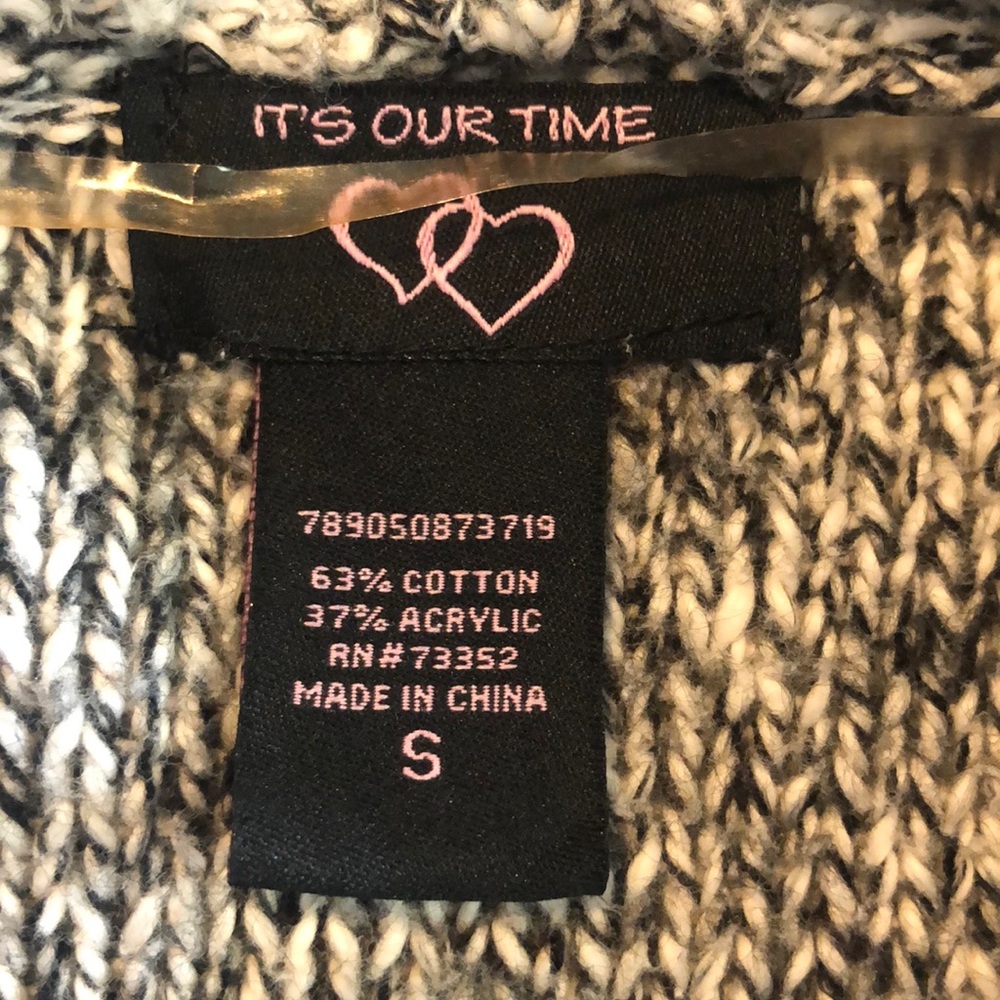 IT'S OUR TIME
789050873719
63% COTTON
37% ACRYLIC
RN#73352
MADE IN CHINA
S